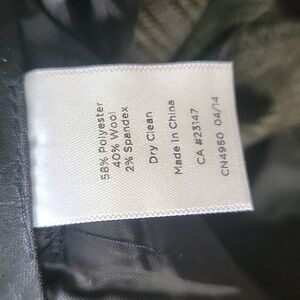 58% Polyester
40% Wool
2% Spandex
Dry Clean
Made in China
CA #23147
CN4950 04/14